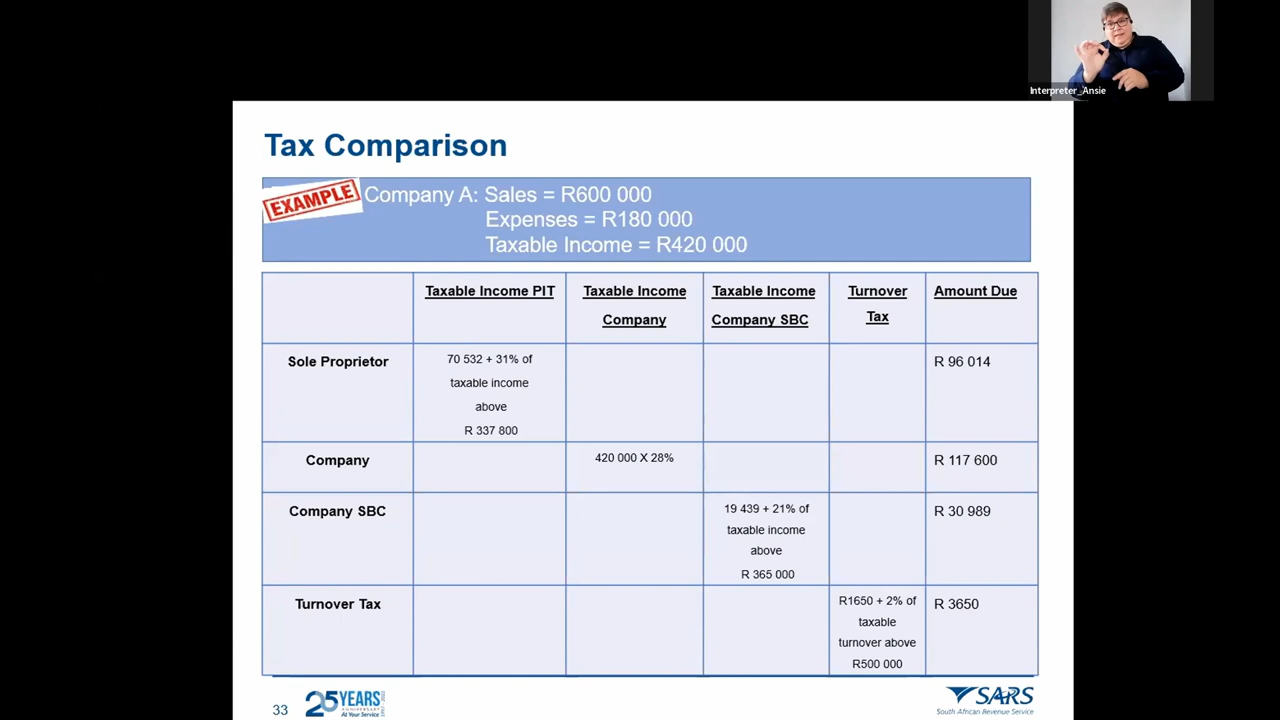 Interpreter_Ansie
Tax Comparison
EXAMPLE
Company A: Sales = R600 000
Expenses = R180 000
Taxable Income = R420 000
Taxable Income PIT
Taxable Income
Company
Taxable Income
Company SBC
Turnover
Tax
Amount Due
Sole Proprietor
70 532 + 31% of
taxable income
above
R 337 800
R 96 014
Company
420 000 X 28%
R 117 600
Company SBC
19 439 + 21% of
taxable income
above
R 365 000
R 30 989
Turnover Tax
R1650 + 2% of
taxable
turnover above
R500 000
R 3650
33
25 YEARS
ANNIVERSARY
At Your Service
SARS
South African Revenue Service